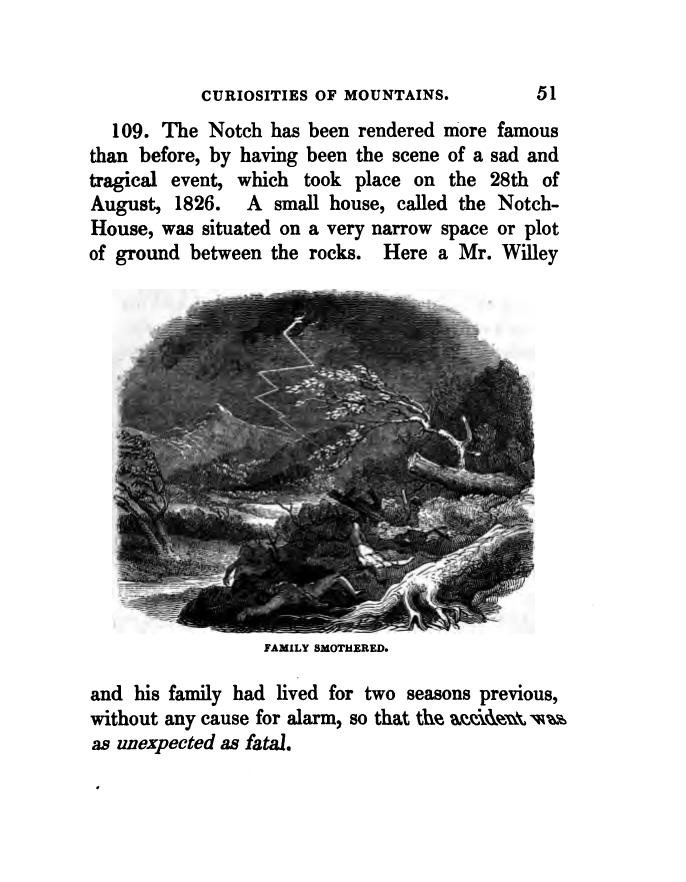 CURIOSITIES OF MOUNTAINS. 51
109. The Notch has been rendered more famous
than before, by having been the scene of a sad and
tragical event, which took place on the 28th of
August, 1826. A small house, called the Notch-
House, was situated on a very narrow space or plot
of ground between the rocks. Here a Mr. Willey
FAMILY SMOTHERED.
and his family had lived for two seasons previous,
without any cause for alarm, so that the accident was
as unexpected as fatal.